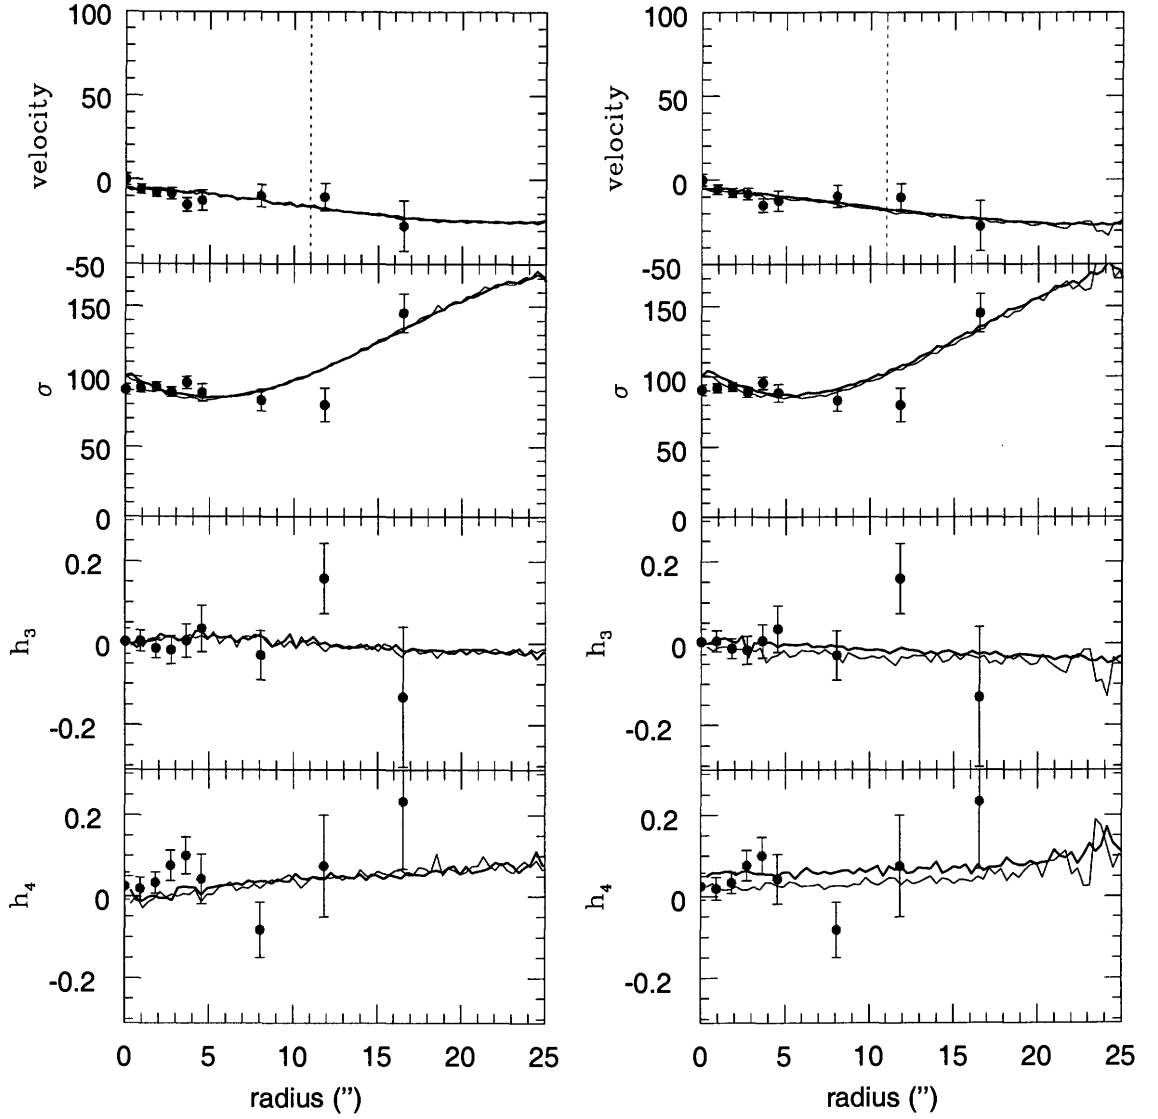 100 100
velocity 50 velocity 50
0 0
-50 -50
150 150
σ 100 σ 100
50 50
0 0
0.2 0.2
h3 0 h3 0
-0.2 -0.2
0.2 0.2
h4 0 h4 0
-0.2 -0.2
0 5 10 15 20 25 0 5 10 15 20 25
radius (”) radius (”)